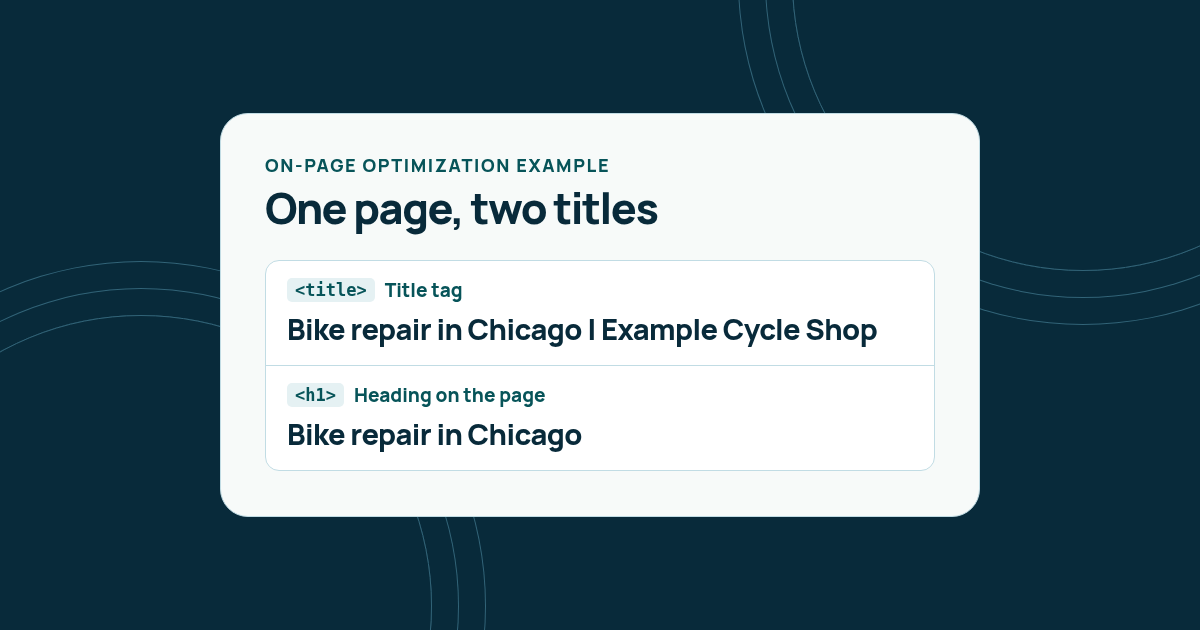 ON-PAGE OPTIMIZATION EXAMPLE
One page, two titles
<title> Title tag
Bike repair in Chicago | Example Cycle Shop
<h1> Heading on the page
Bike repair in Chicago